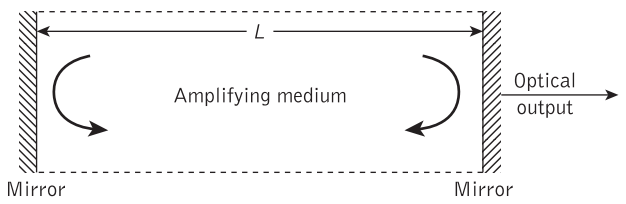 L
Amplifying medium
Optical
output
Mirror
Mirror